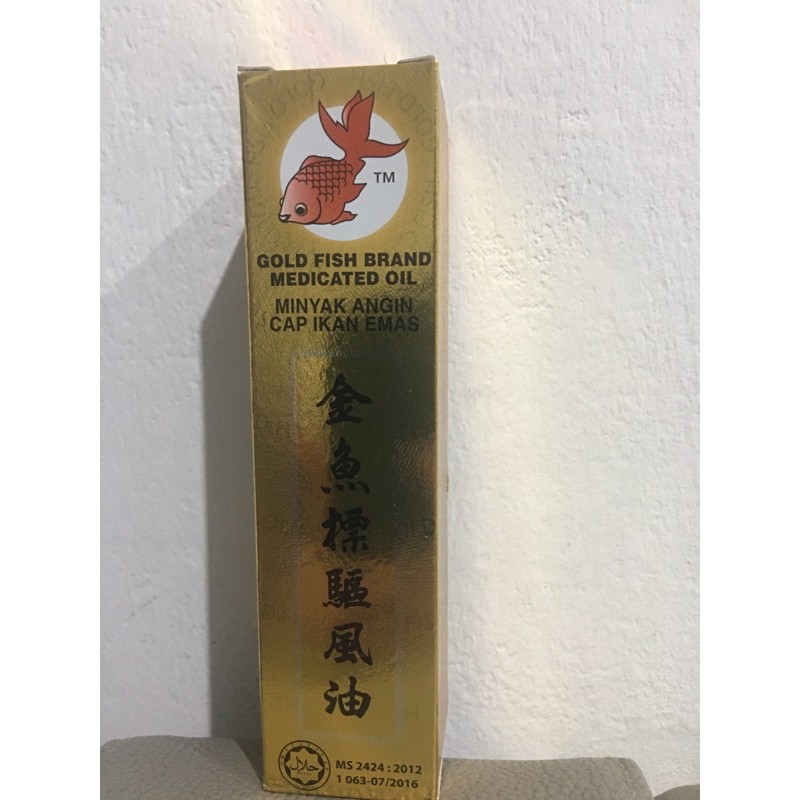 TM
GOLD FISH BRAND
MEDICATED OIL
MINYAK ANGIN
CAP IKAN EMAS
金魚標驅風油
حلال
MS 2424 : 2012
1 063-07/2016